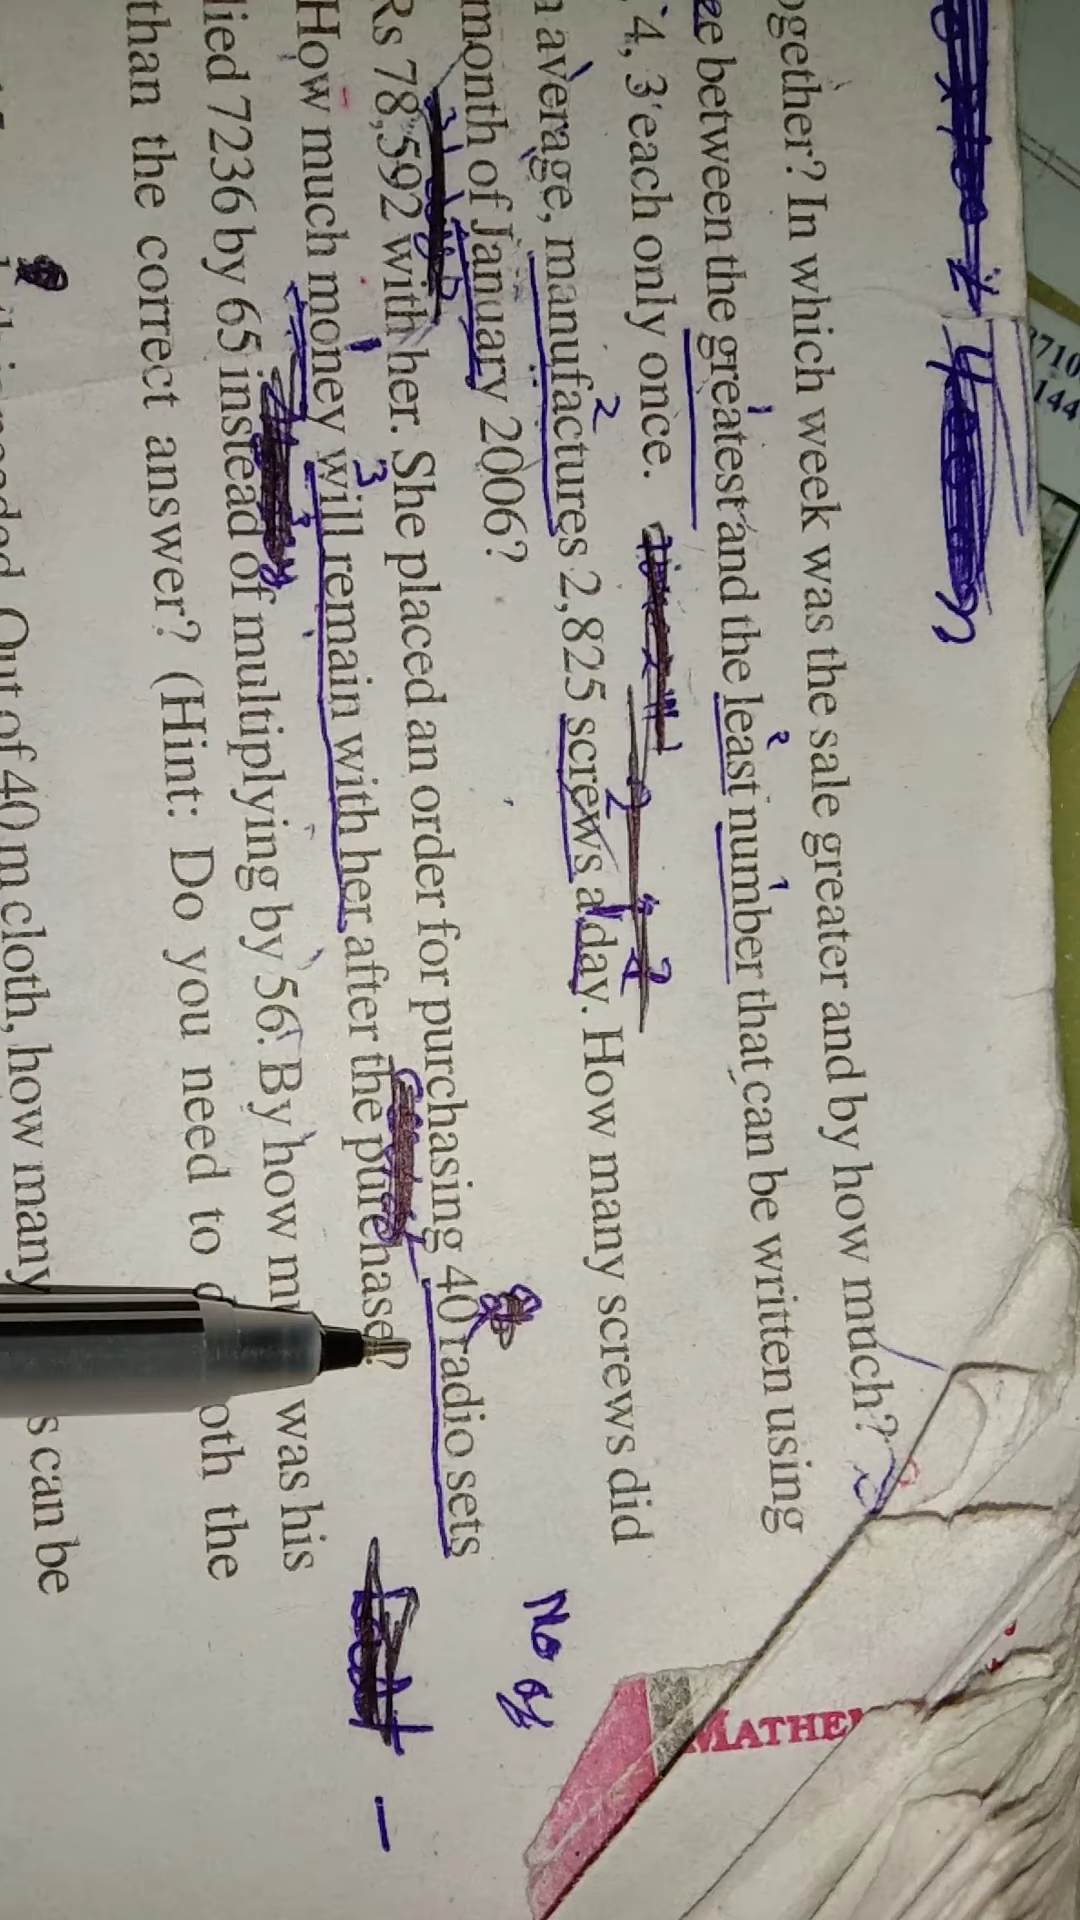 MATHE
ogether? In which week was the sale greater and by how much?
between the greatest and the least number that can be written using
4, 3 each only once.
average, manufactures 2,825 screws a day. How many screws did
month of January 2006?
No of
Rs 78,592 with her. She placed an order for purchasing 40 radio sets
How much money will remain with her after the purchase?
lied 7236 by 65 instead of multiplying by 56. By how was his
than the correct answer? (Hint: Do you need to the
Out of 40 m cloth, how many s can be
710
144